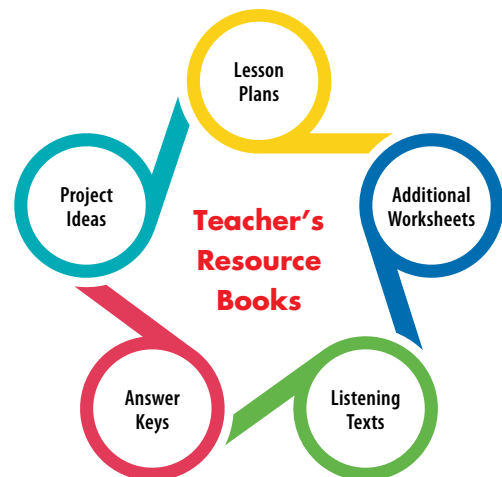 Lesson
Plans
Project
Ideas
Additional
Worksheets
Teacher's
Resource
Books
Answer
Keys
Listening
Texts